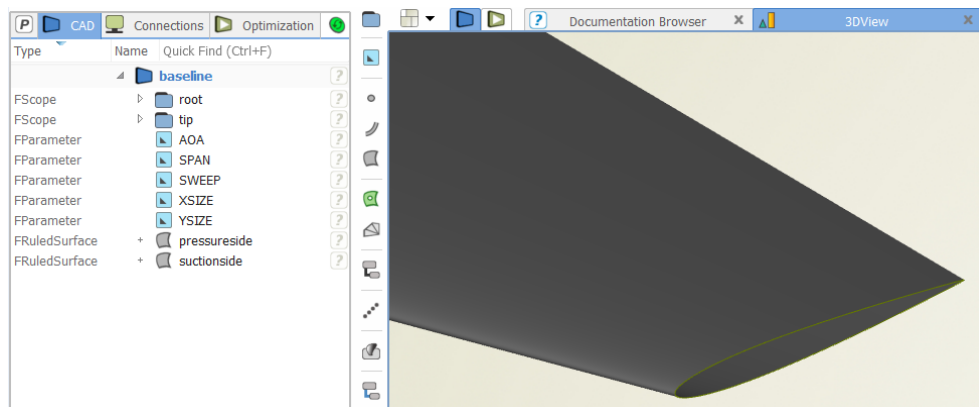 P CAD Connections Optimization
Type Name Quick Find (Ctrl+F)
baseline ?
FScope root ?
FScope tip ?
FParameter AOA ?
FParameter SPAN ?
FParameter SWEEP ?
FParameter XSIZE ?
FParameter YSIZE ?
FRuledSurface pressureside ?
FRuledSurface suctionside ?
? Documentation Browser X 3DView X